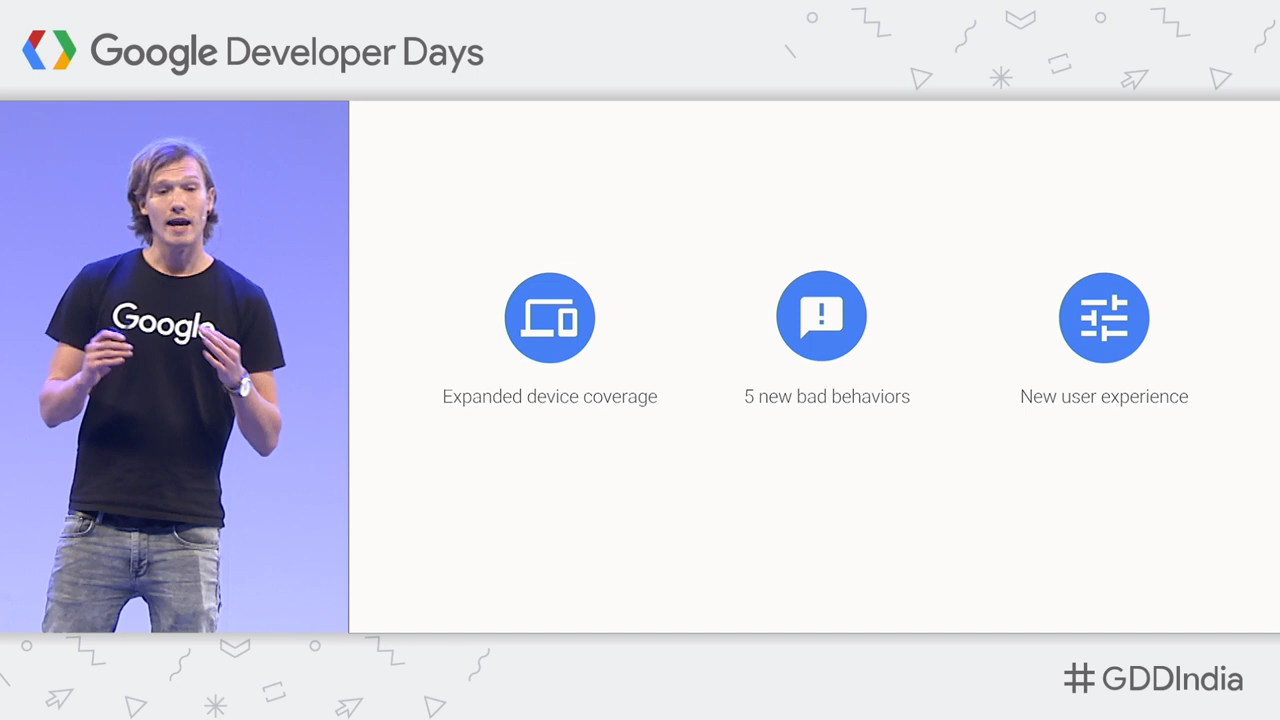 Google Developer Days
Google
Expanded device coverage
5 new bad behaviors
New user experience
#GDDIndia